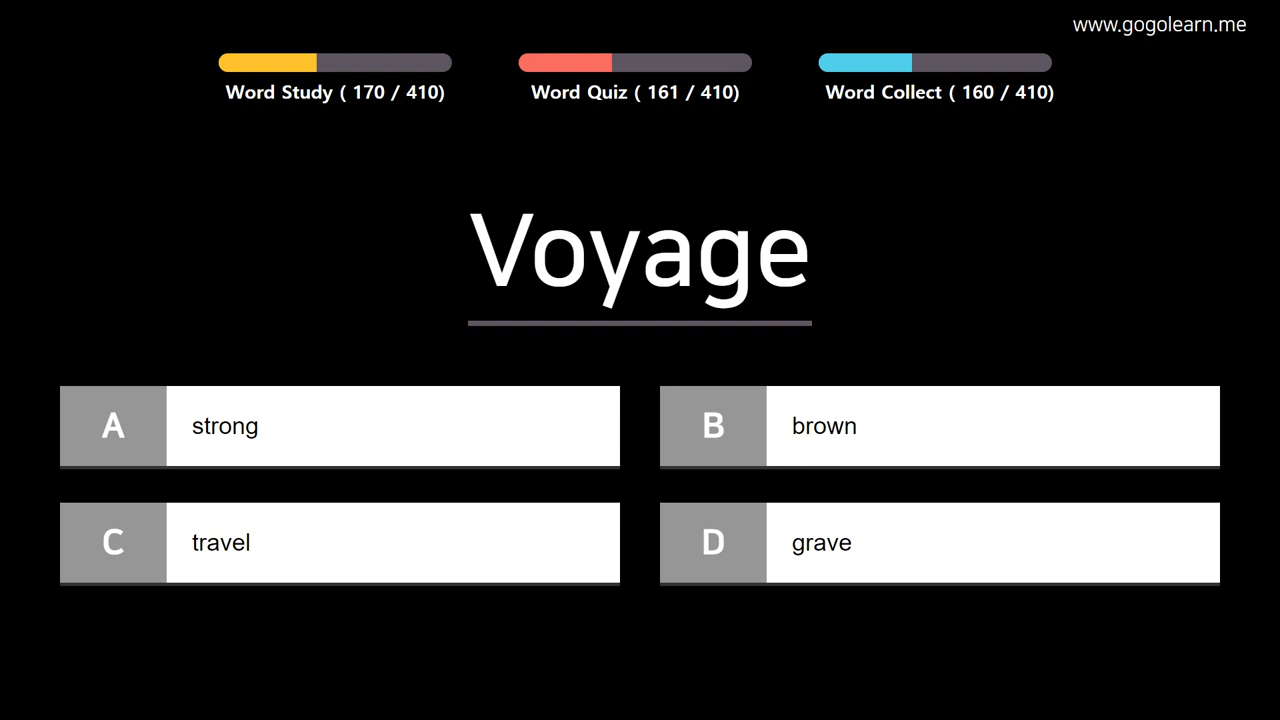 www.gogolearn.me
Word Study ( 170 / 410)
Word Quiz ( 161 / 410)
Word Collect ( 160 / 410)
Voyage
A strong
B brown
C travel
D grave